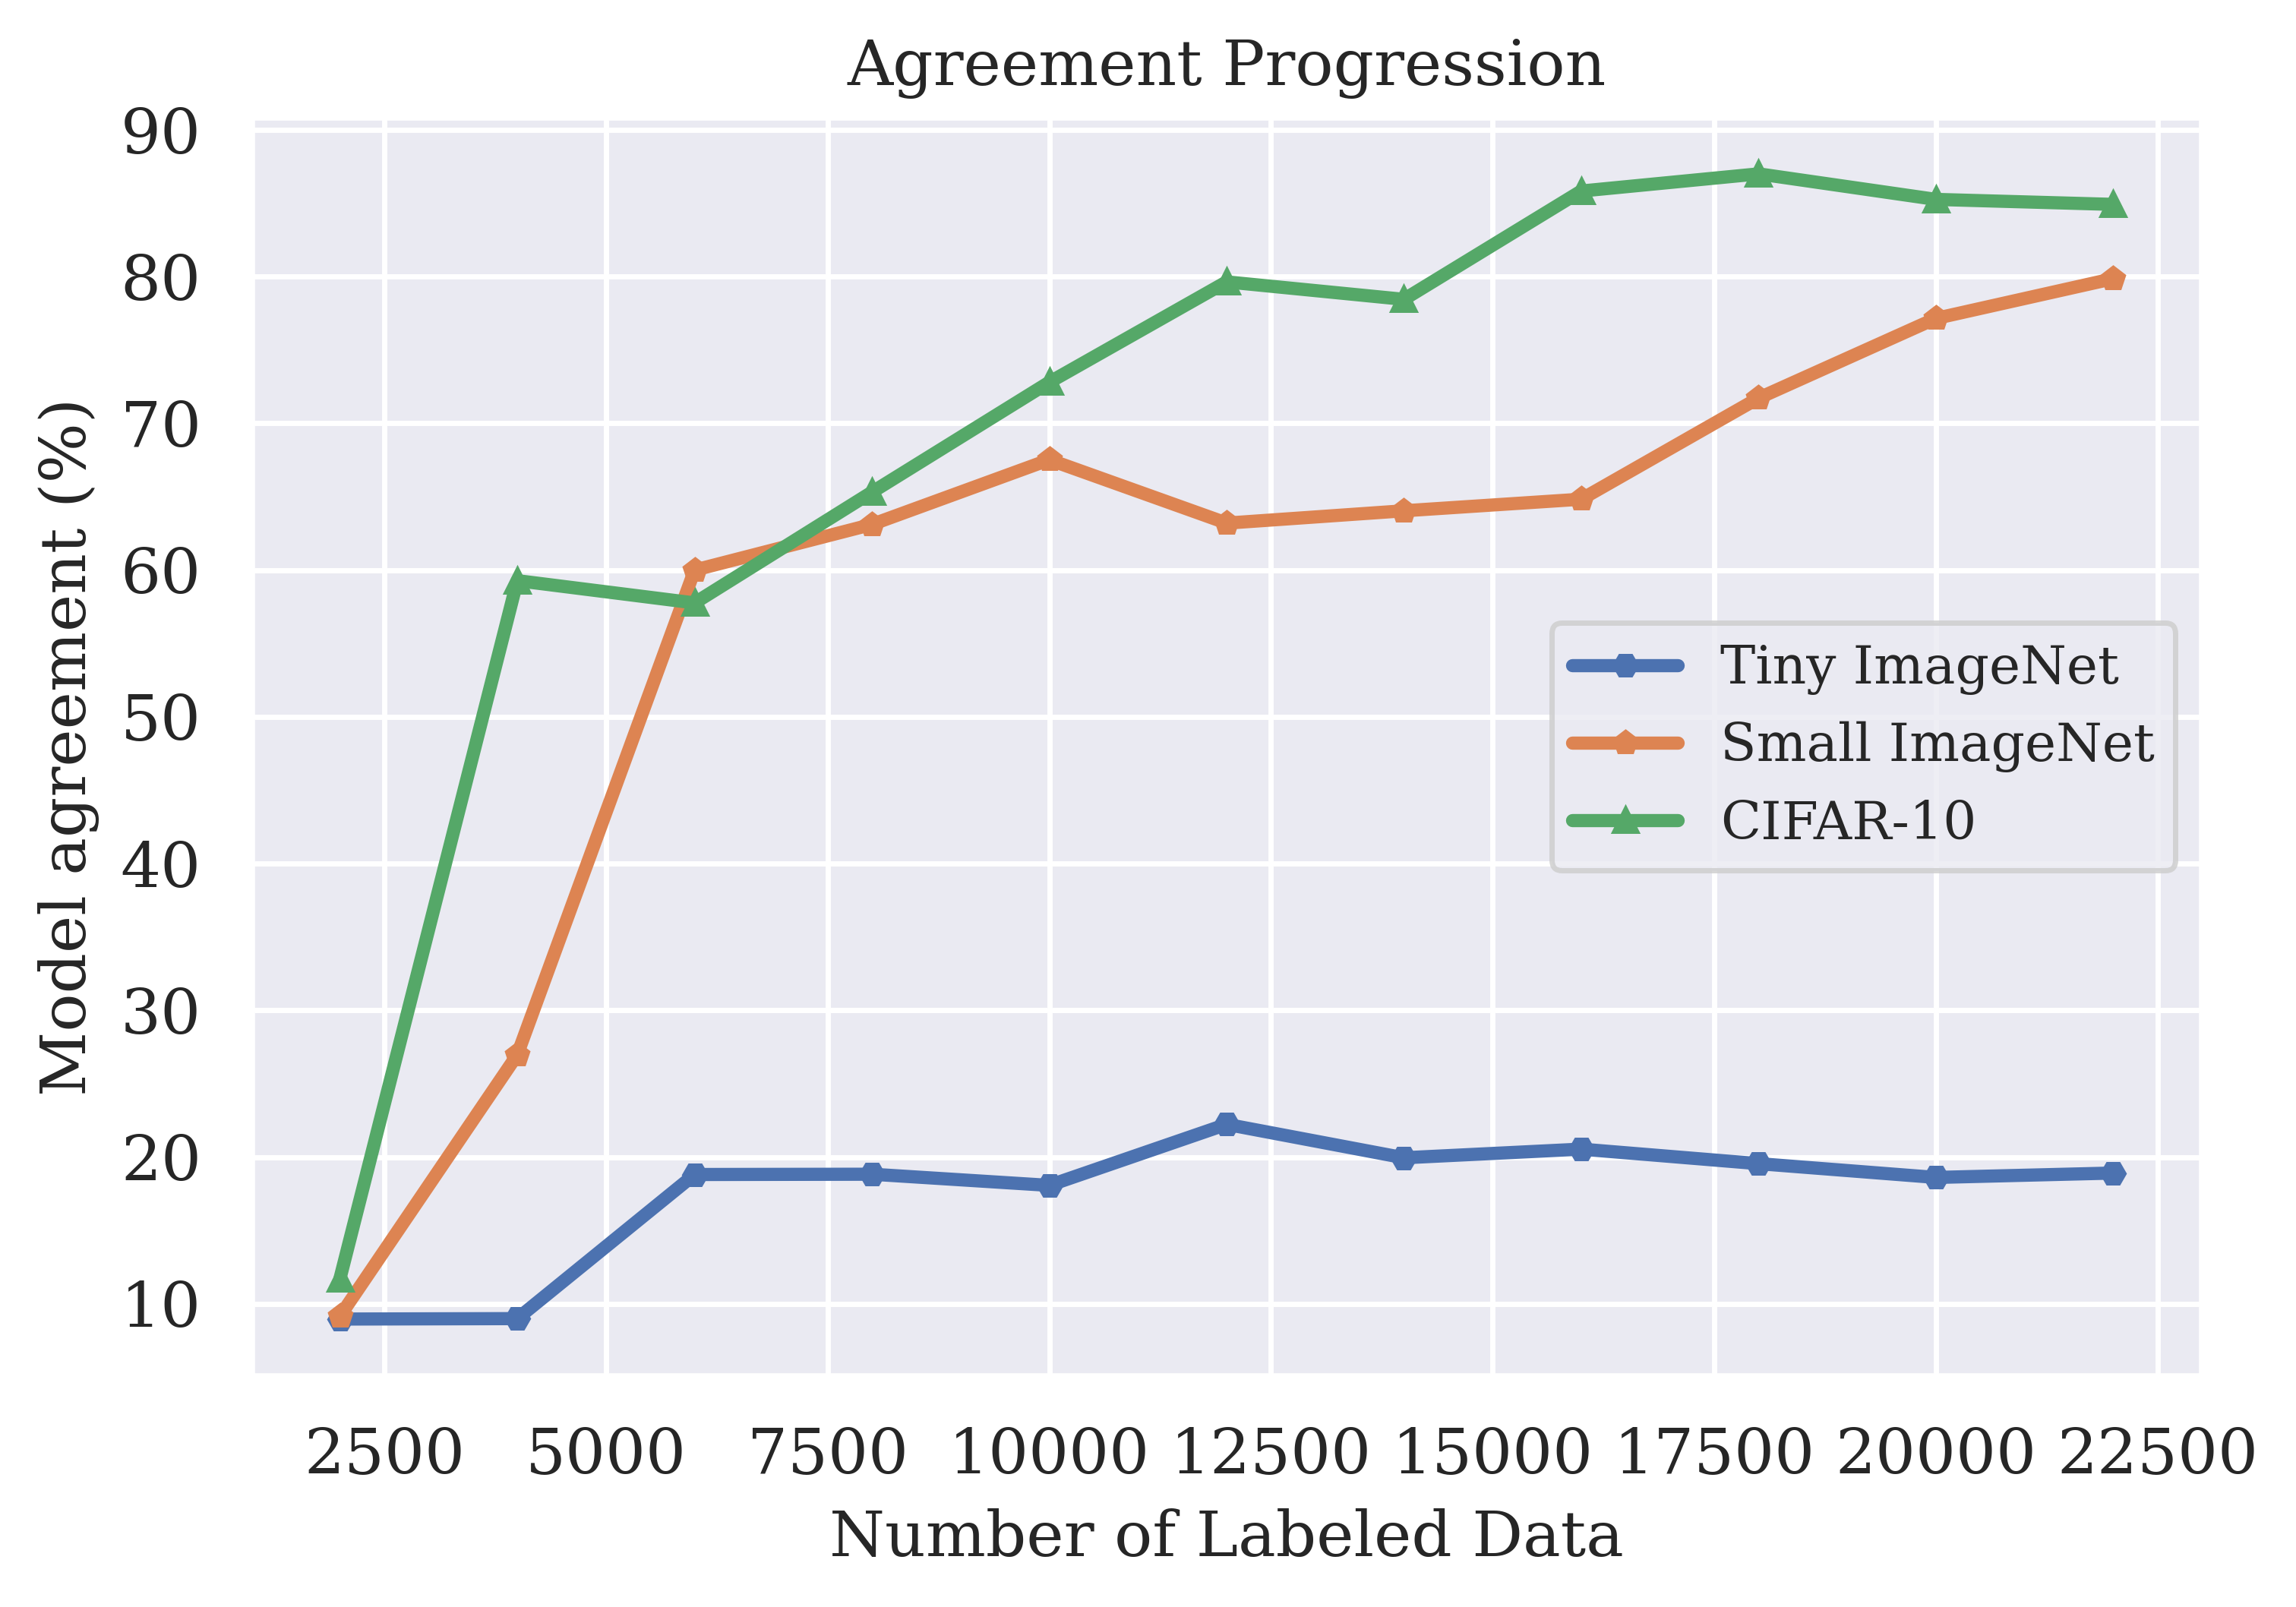 Agreement Progression
90
80
70
60
50
40
30
20
10
Model agreement (%)
Tiny ImageNet
Small ImageNet
CIFAR-10
2500 5000 7500 10000 12500 15000 17500 20000 22500
Number of Labeled Data